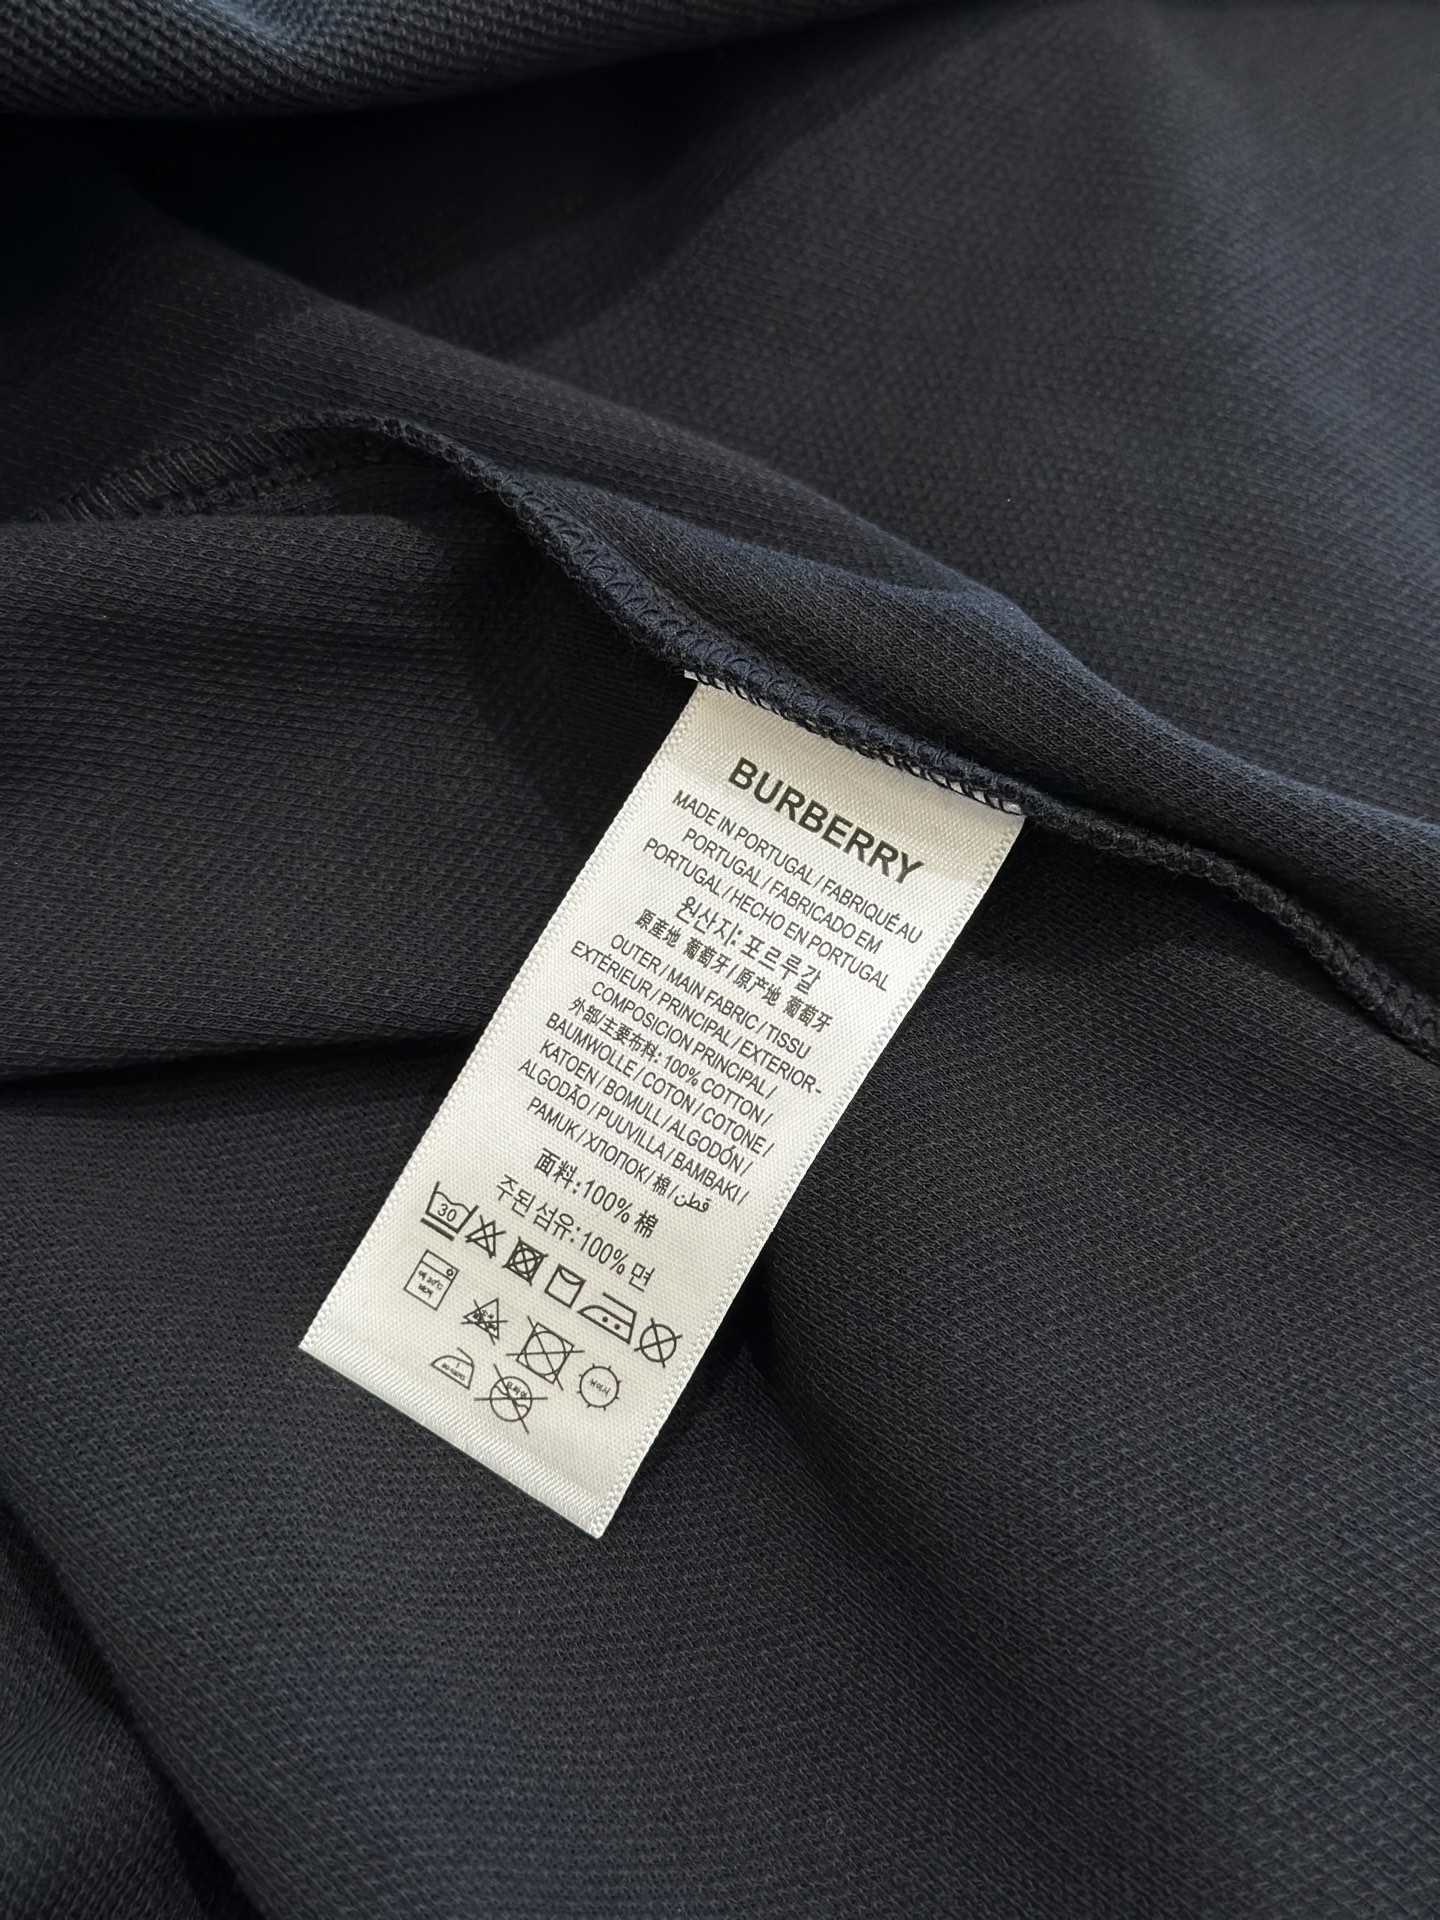 BURBERRY
MADE IN PORTUGAL / FABRIQUÉ AU
PORTUGAL / FABRICADO EM
PORTUGAL / HECHO EN PORTUGAL
원산지: 포르투갈
原産地 葡萄牙 / 原产地 葡萄牙
OUTER / MAIN FABRIC / TISSU
EXTÉRIEUR / PRINCIPAL / EXTERIOR-
COMPOSICION PRINCIPAL /
外部/主要布料: 100% COTTON /
BAUMWOLLE / COTON / COTONE /
KATOEN / BOMULL / ALGODÓN /
ALGODÃO / PUUVILLA / BAMBAKI /
PAMUK / ХЛОПОК / 棉 / قطن
面料:100% 棉
주된 섬유:100% 면
30